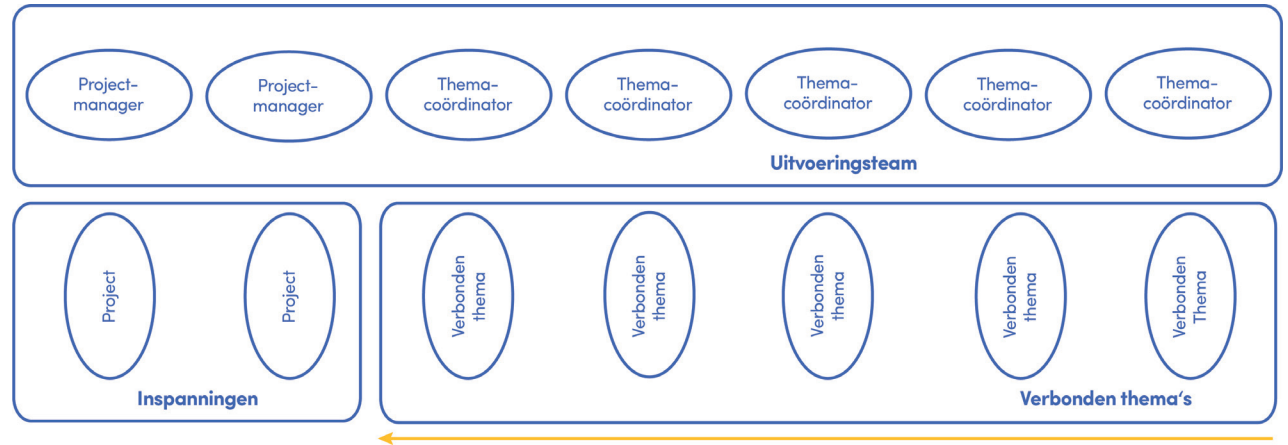 Project-
manager
Project-
manager
Thema-
coördinator
Thema-
coördinator
Thema-
coördinator
Thema-
coördinator
Thema-
coördinator
Uitvoeringsteam
Project
Project
Verbonden
thema
Verbonden
thema
Verbonden
thema
Verbonden
thema
Verbonden
Thema
Inspanningen
Verbonden thema‘s